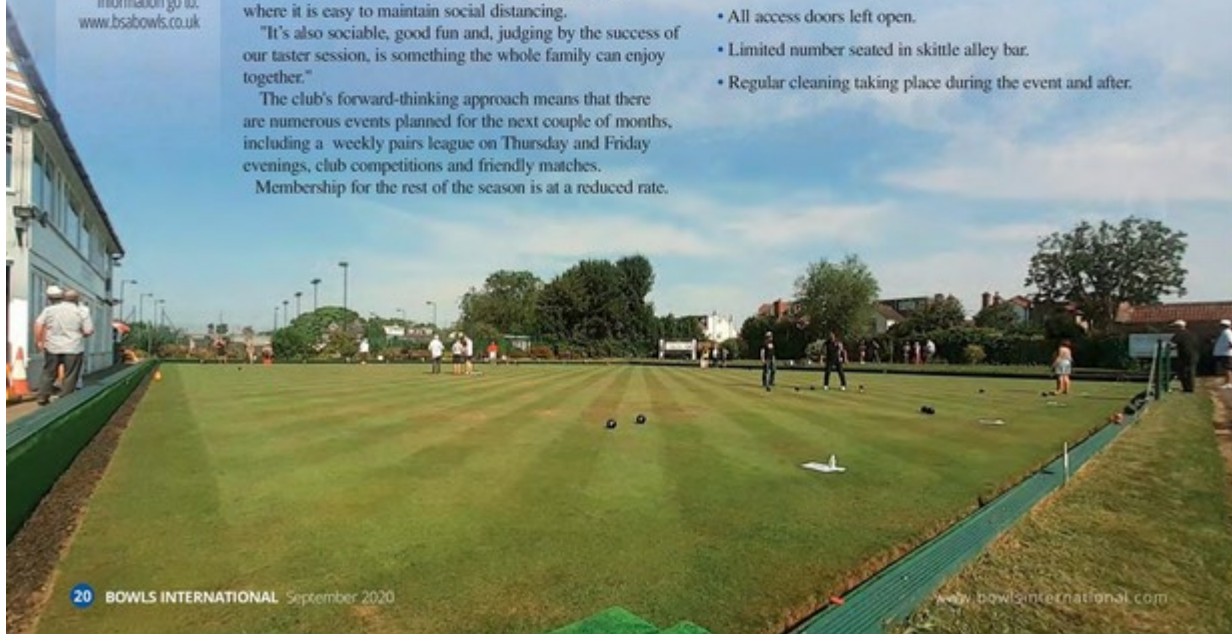 information go to:
www.bsabowls.co.uk
where it is easy to maintain social distancing.
"It's also sociable, good fun and, judging by the success of
our taster session, is something the whole family can enjoy
together."
The club's forward-thinking approach means that there
are numerous events planned for the next couple of months,
including a weekly pairs league on Thursday and Friday
evenings, club competitions and friendly matches.
Membership for the rest of the season is at a reduced rate.
• All access doors left open.
• Limited number seated in skittle alley bar.
• Regular cleaning taking place during the event and after.
20 BOWLS INTERNATIONAL September 2020
www.bowlsinternational.com